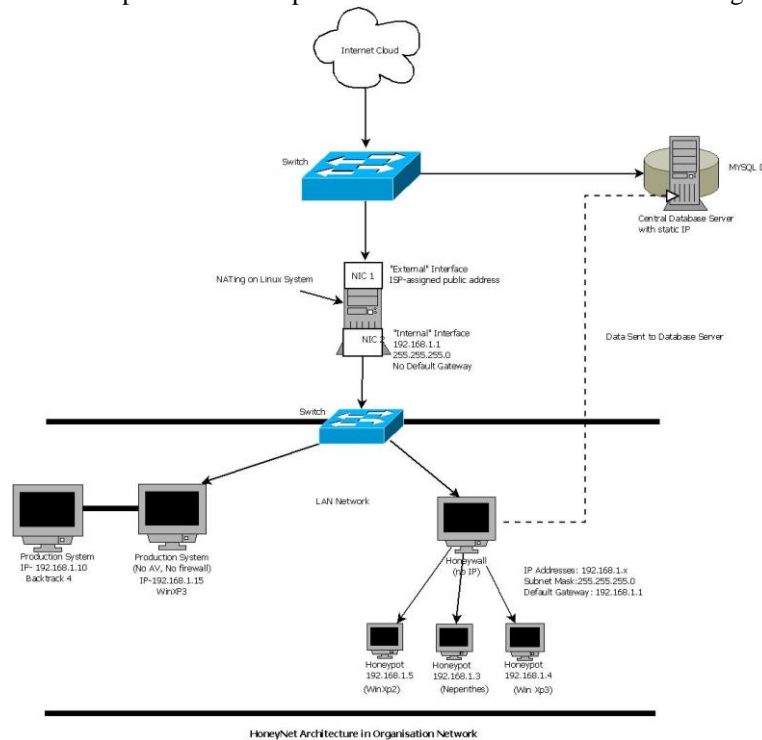 Internet Cloud
Switch
MYSQL D
Central Database Server
with static IP
NIC 1
"External" Interface
ISP-assigned public address
NATing on Linux System
NIC 2
"Internal" Interface
192.168.1.1
255.255.255.0
No Default Gateway
Data Sent to Database Server
Switch
LAN Network
Production System
IP- 192.168.1.10
Backtrack 4
Production System
(No AV, No firewall)
IP-192.168.1.15
WinXP3
Honeywall
(no IP)
IP Addresses: 192.168.1.x
Subnet Mask:255.255.255.0
Default Gateway: 192.168.1.1
Honeypot
192.168.1.5
(WinXp2)
Honeypot
192.168.1.3
(Nepenthes)
Honeypot
192.168.1.4
(Win Xp3)
HoneyNet Architecture in Organisation Network